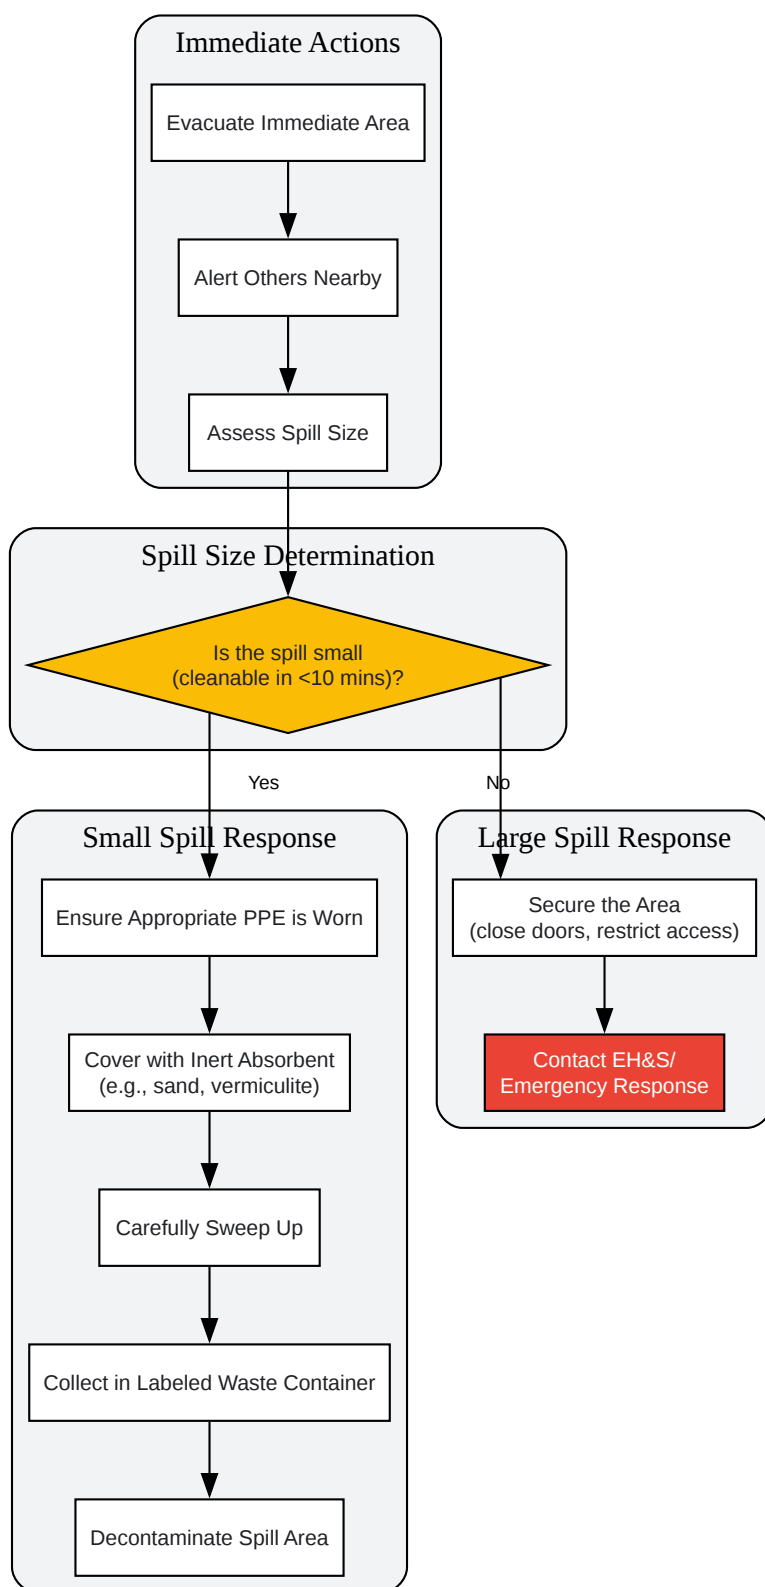 Immediate Actions
Evacuate Immediate Area
Alert Others Nearby
Assess Spill Size
Spill Size Determination
Is the spill small
(cleanable in <10 mins)?
Yes
No
Small Spill Response
Ensure Appropriate PPE is Worn
Cover with Inert Absorbent
(e.g., sand, vermiculite)
Carefully Sweep Up
Collect in Labeled Waste Container
Decontaminate Spill Area
Large Spill Response
Secure the Area
(close doors, restrict access)
Contact EH&S/
Emergency Response